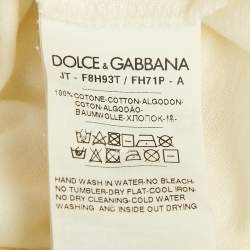 DOLCE & GABBANA
JT - F8H93T / FH71P - A
100% COTONE-COTTON-ALGODON-
COTON-ALGODÃO-
BAUMWOLLE-ХЛОПОК-棉-
HAND WASH IN WATER-NO BLEACH-
NO TUMBLER-DRY FLAT-COOL IRON-
NO DRY CLEANING-COLD WATER
WASHING AND INSIDE OUT DRYING